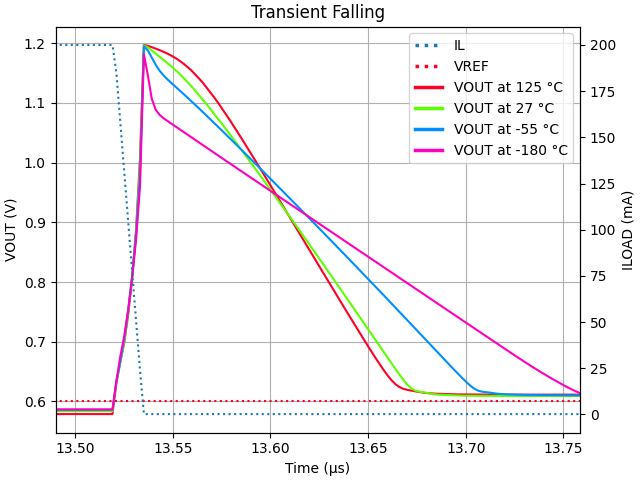 Transient Falling
IL
VREF
VOUT at 125 °C
VOUT at 27 °C
VOUT at -55 °C
VOUT at -180 °C
VOUT (V)
1.2
1.1
1.0
0.9
0.8
0.7
0.6
ILOAD (mA)
200
175
150
125
100
75
50
25
0
13.50
13.55
13.60
13.65
13.70
13.75
Time (μs)